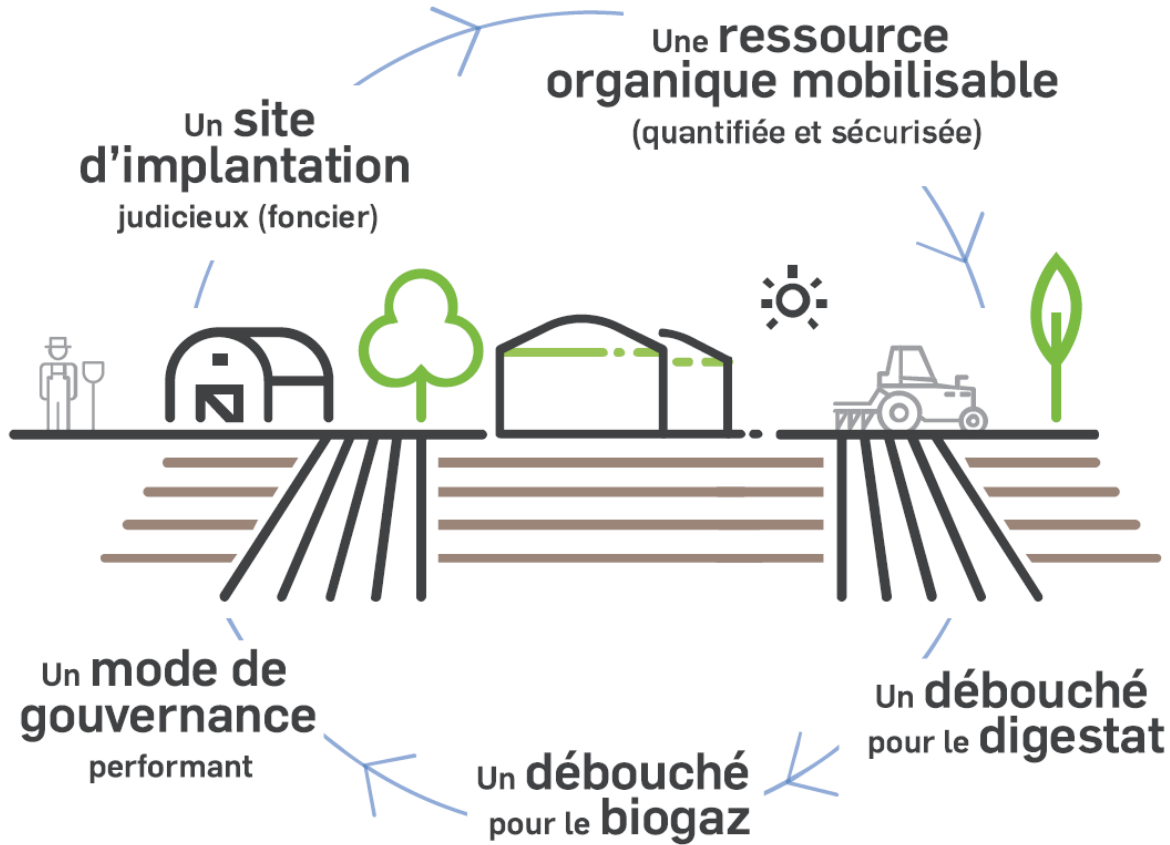 Un site
d'implantation
judicieux (foncier)
Une ressource
organique mobilisable
(quantifiée et sécurisée)
Un débouché
pour le digestat
Un débouché
pour le biogaz
Un mode de
gouvernance
performant